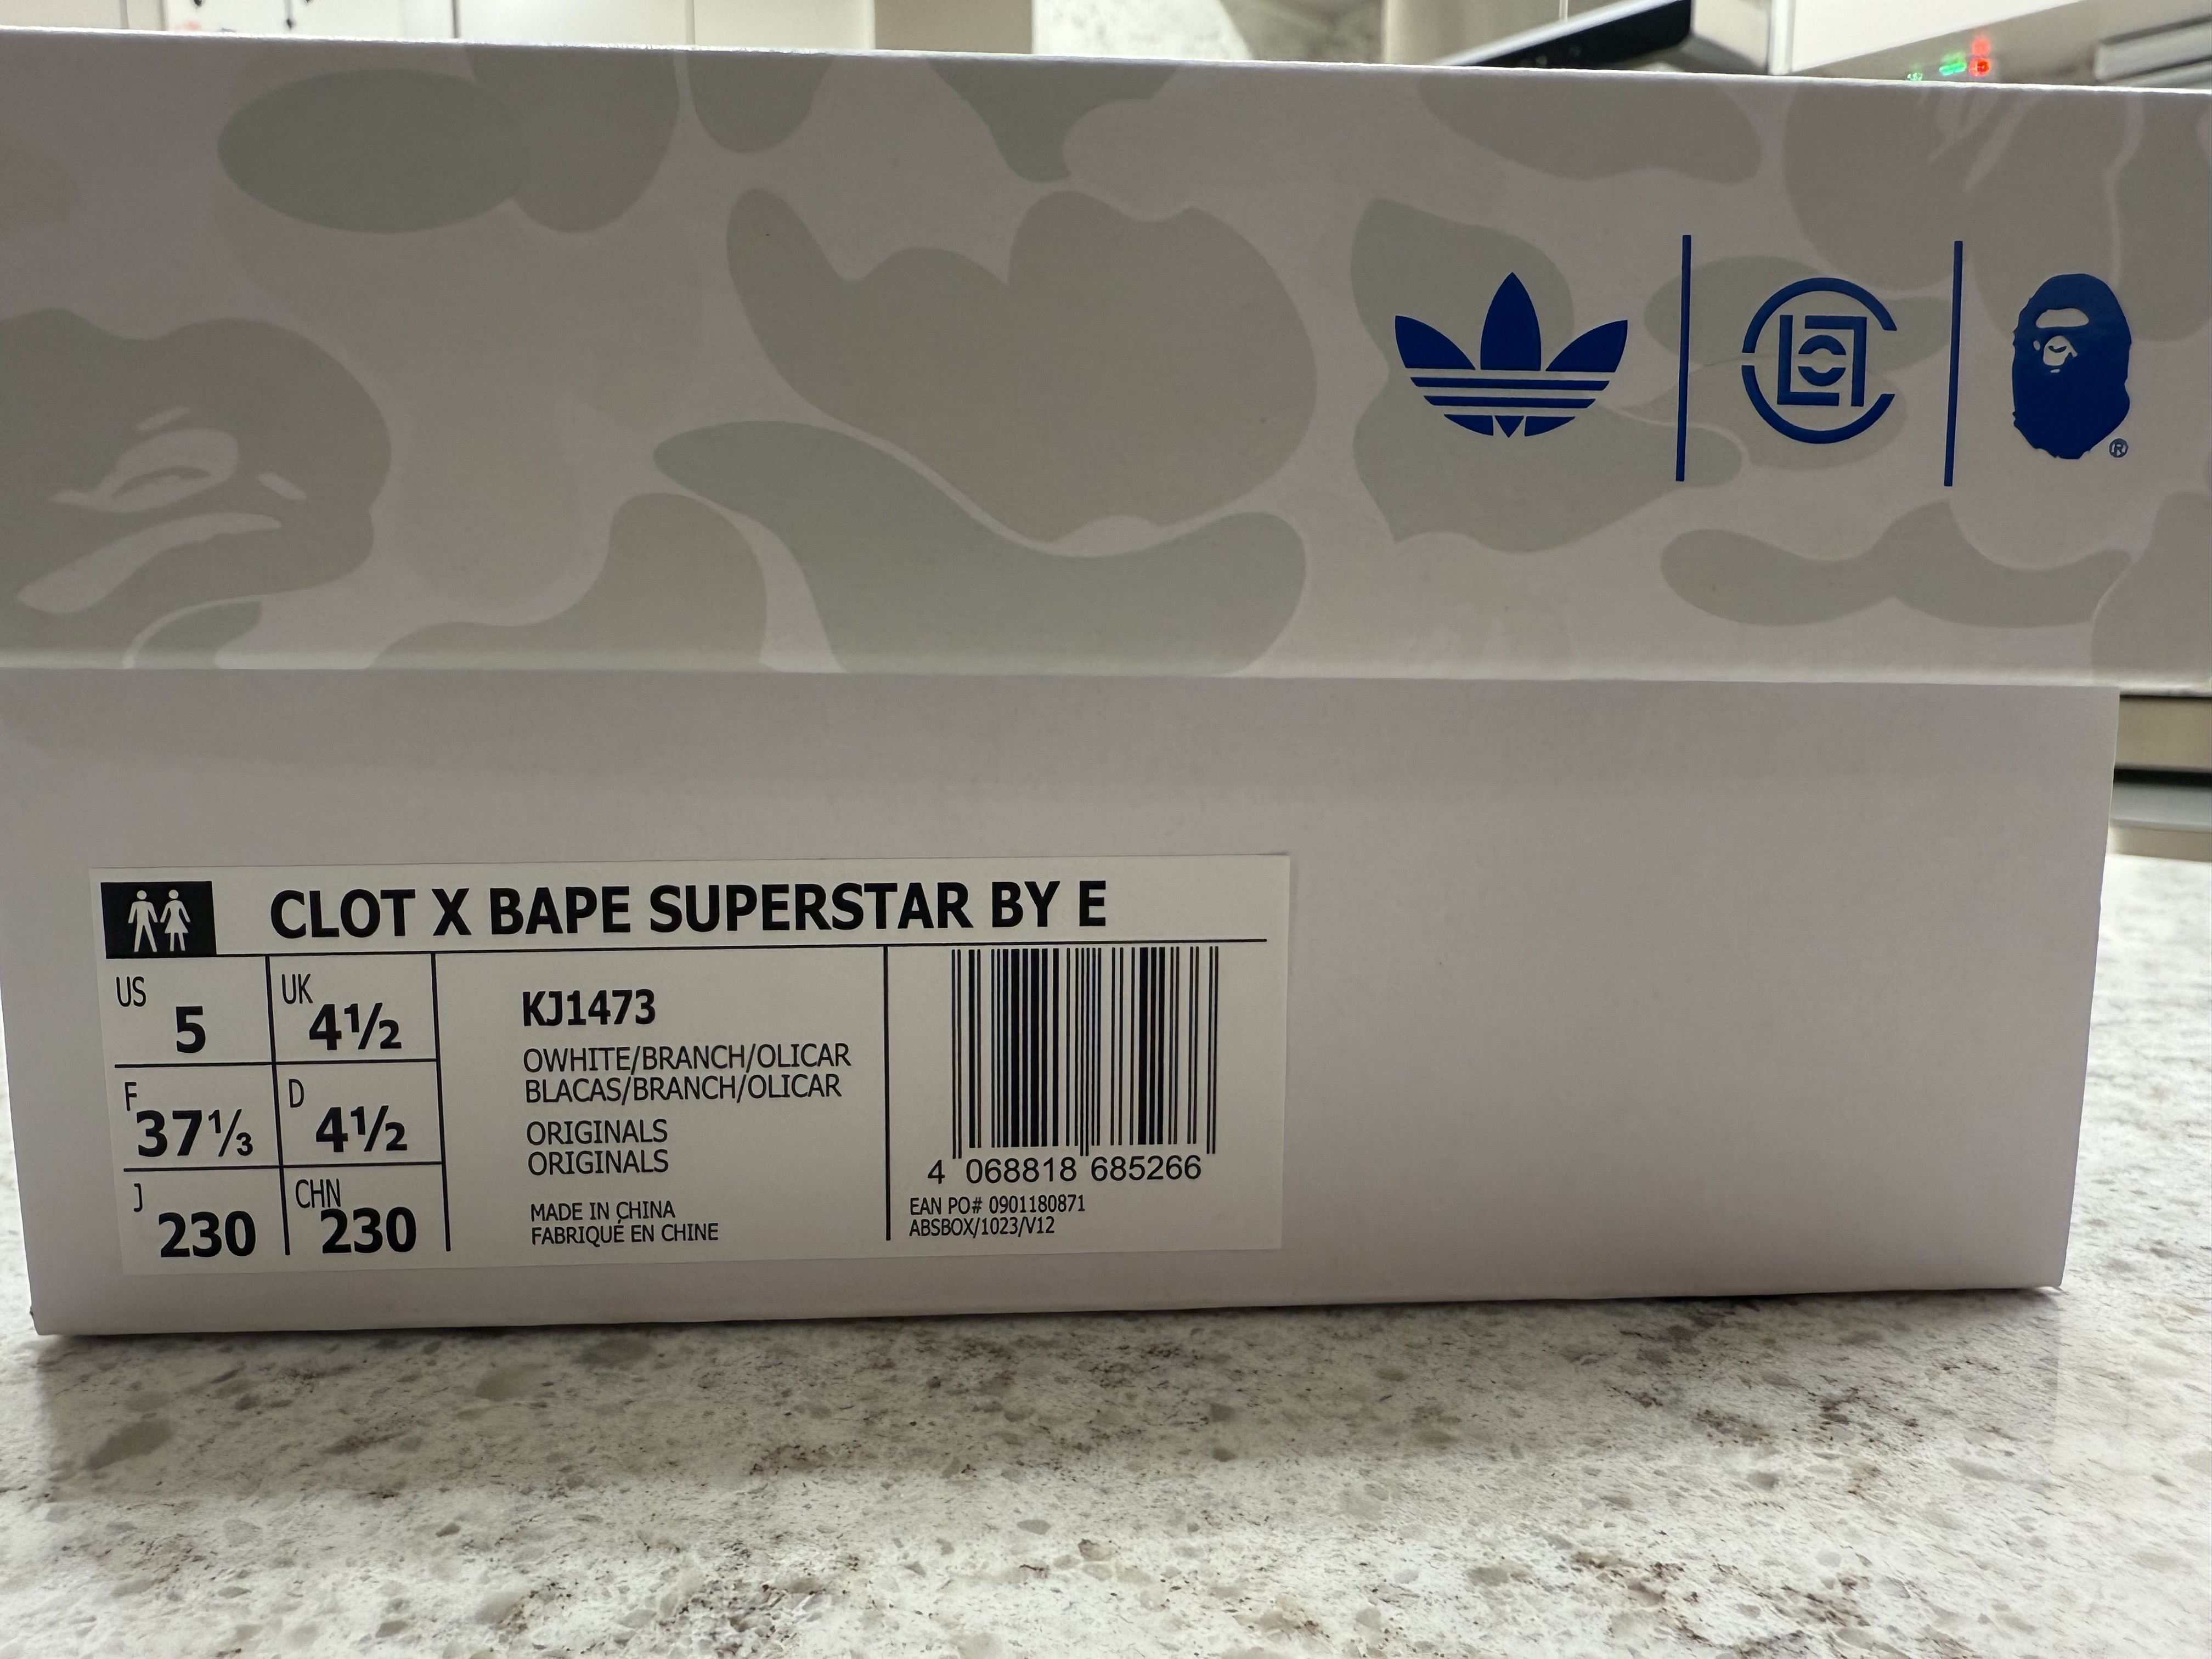 ®
CLOT X BAPE SUPERSTAR BY E
US 5 UK 4½
F 37⅓ D 4½
J 230 CHN 230
KJ1473
OWHITE/BRANCH/OLICAR
BLACAS/BRANCH/OLICAR
ORIGINALS
ORIGINALS
MADE IN CHINA
FABRIQUÉ EN CHINE
4 068818 685266
EAN PO# 0901180871
ABSBOX/1023/V12